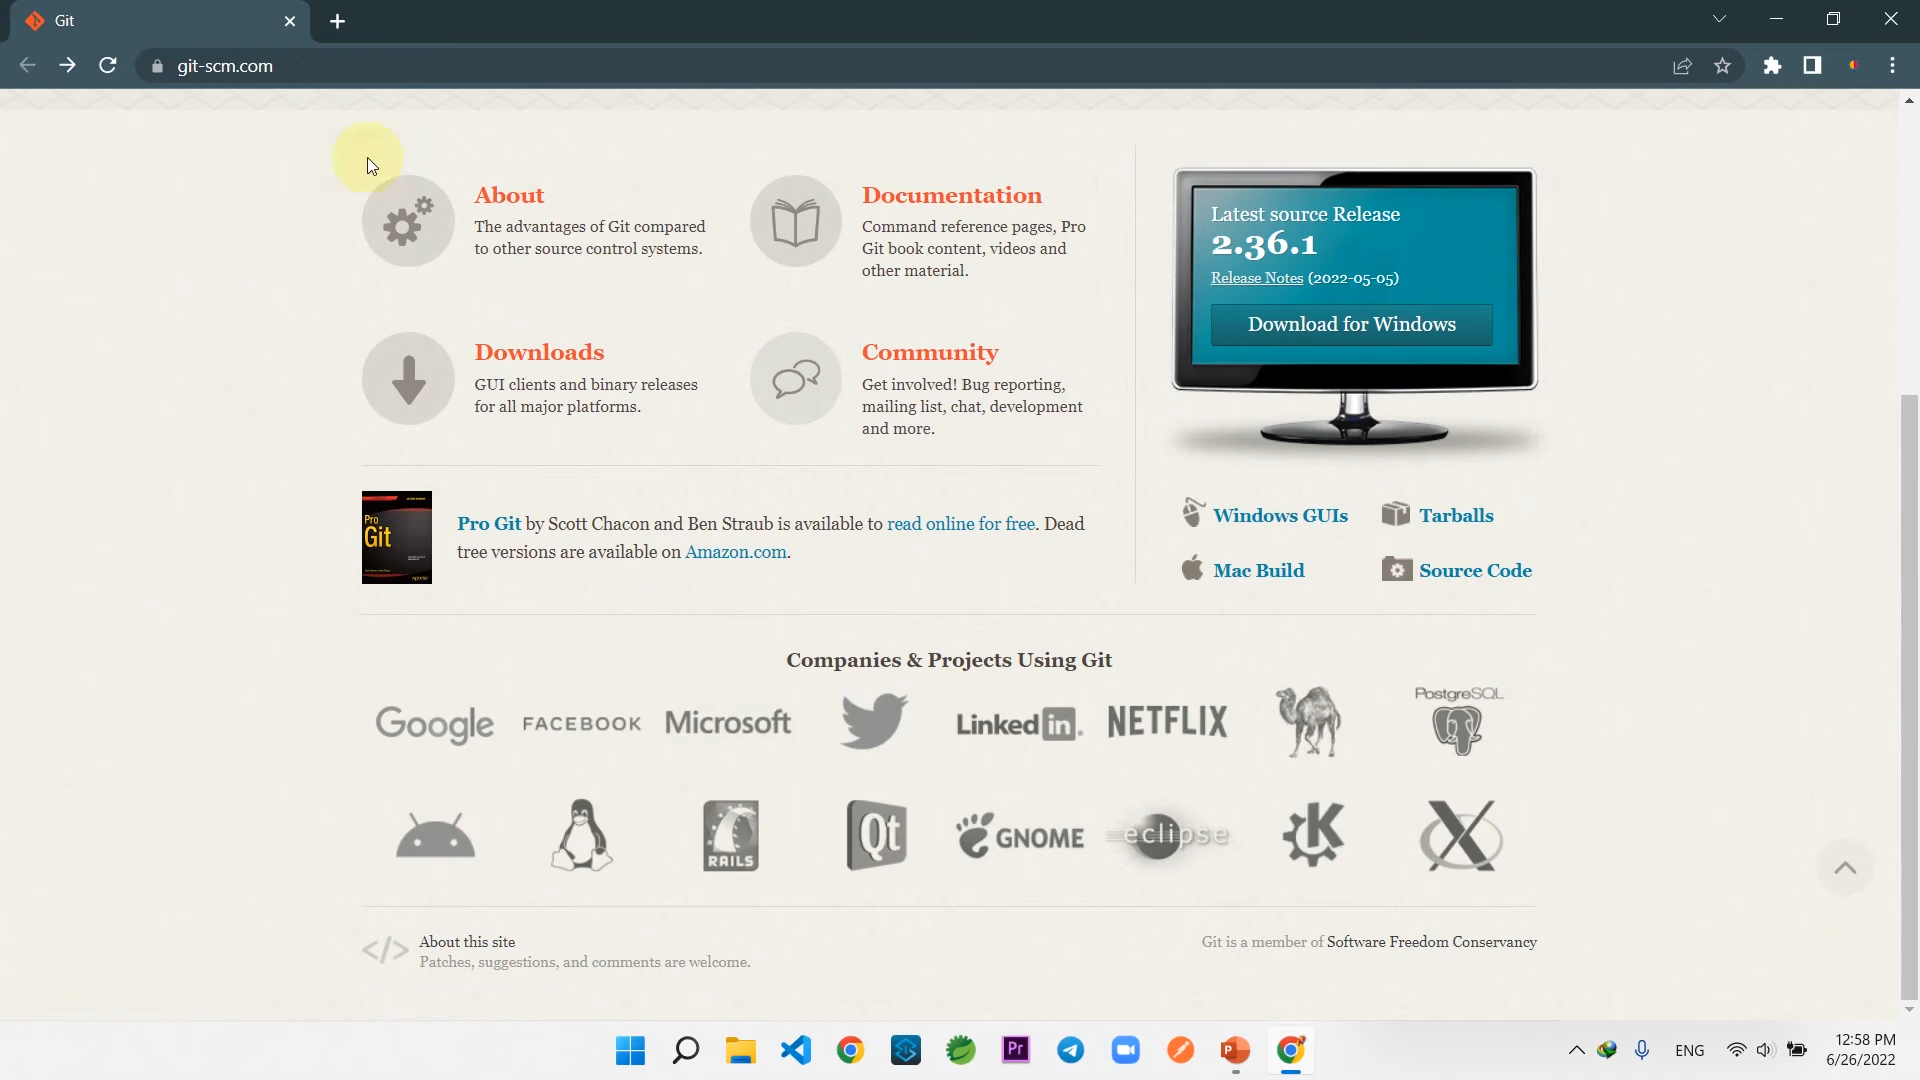 Git
git-scm.com
About
The advantages of Git compared
to other source control systems.
Documentation
Command reference pages, Pro
Git book content, videos and
other material.
Downloads
GUI clients and binary releases
for all major platforms.
Community
Get involved! Bug reporting,
mailing list, chat, development
and more.
Latest source Release
2.36.1
Release Notes (2022-05-05)
Download for Windows
Windows GUIs
Tarballs
Mac Build
Source Code
Pro
Git
Pro Git by Scott Chacon and Ben Straub is available to read online for free. Dead
tree versions are available on Amazon.com.
Companies & Projects Using Git
Google
FACEBOOK
Microsoft
Linked in
NETFLIX
PostgreSQL
RAILS
Qt
GNOME
eclipse
K
X
</>
About this site
Patches, suggestions, and comments are welcome.
Git is a member of Software Freedom Conservancy
Pr
P
ENG
12:58 PM
6/26/2022